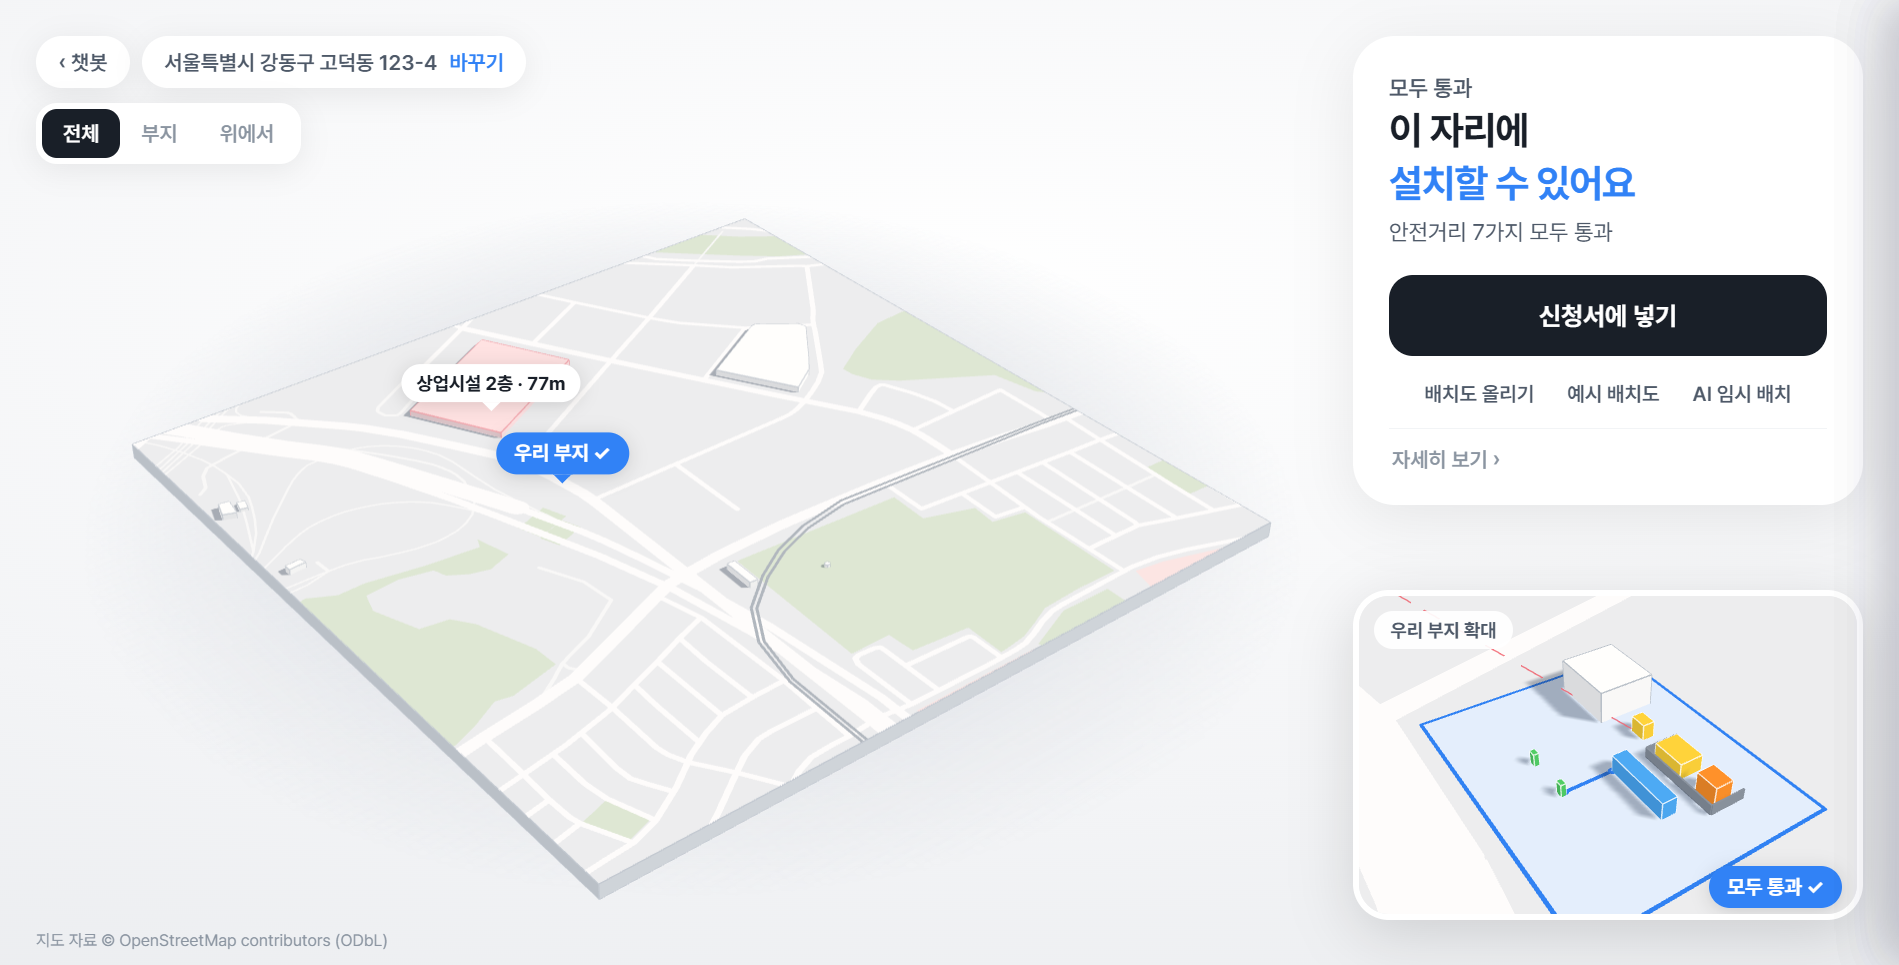 ‹ 챗봇
서울특별시 강동구 고덕동 123-4 바꾸기
전체 부지 위에서
상업시설 2층 · 77m
우리 부지 ✓
지도 자료 © OpenStreetMap contributors (ODbL)
모두 통과
이 자리에
설치할 수 있어요
안전거리 7가지 모두 통과
신청서에 넣기
배치도 올리기 예시 배치도 AI 임시 배치
자세히 보기 ›
우리 부지 확대
모두 통과 ✓